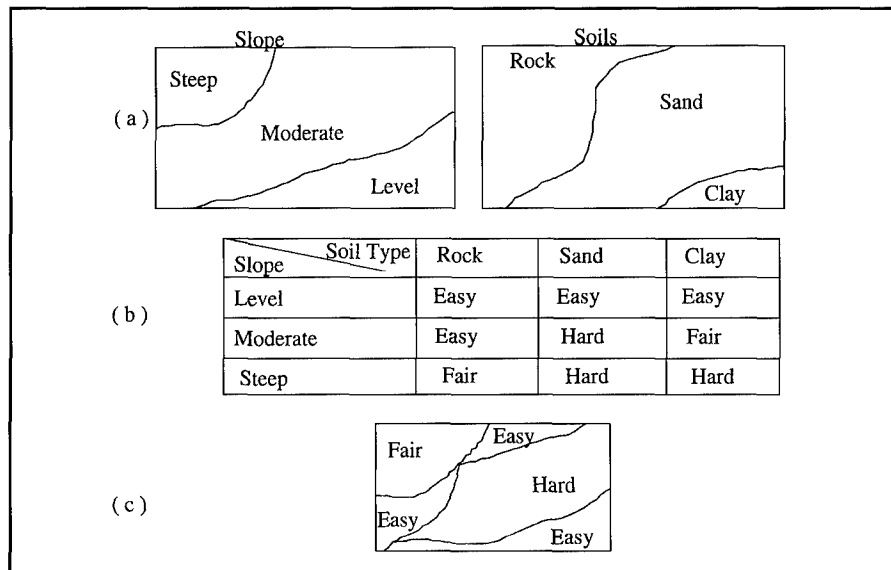 Slope
Soils
Steep
Rock
( a )
Moderate
Sand
Level
Clay
( b )
Soil Type
Slope
Rock
Sand
Clay
Level
Easy
Easy
Easy
Moderate
Easy
Hard
Fair
Steep
Fair
Hard
Hard
( c )
Fair
Easy
Hard
Easy
Easy